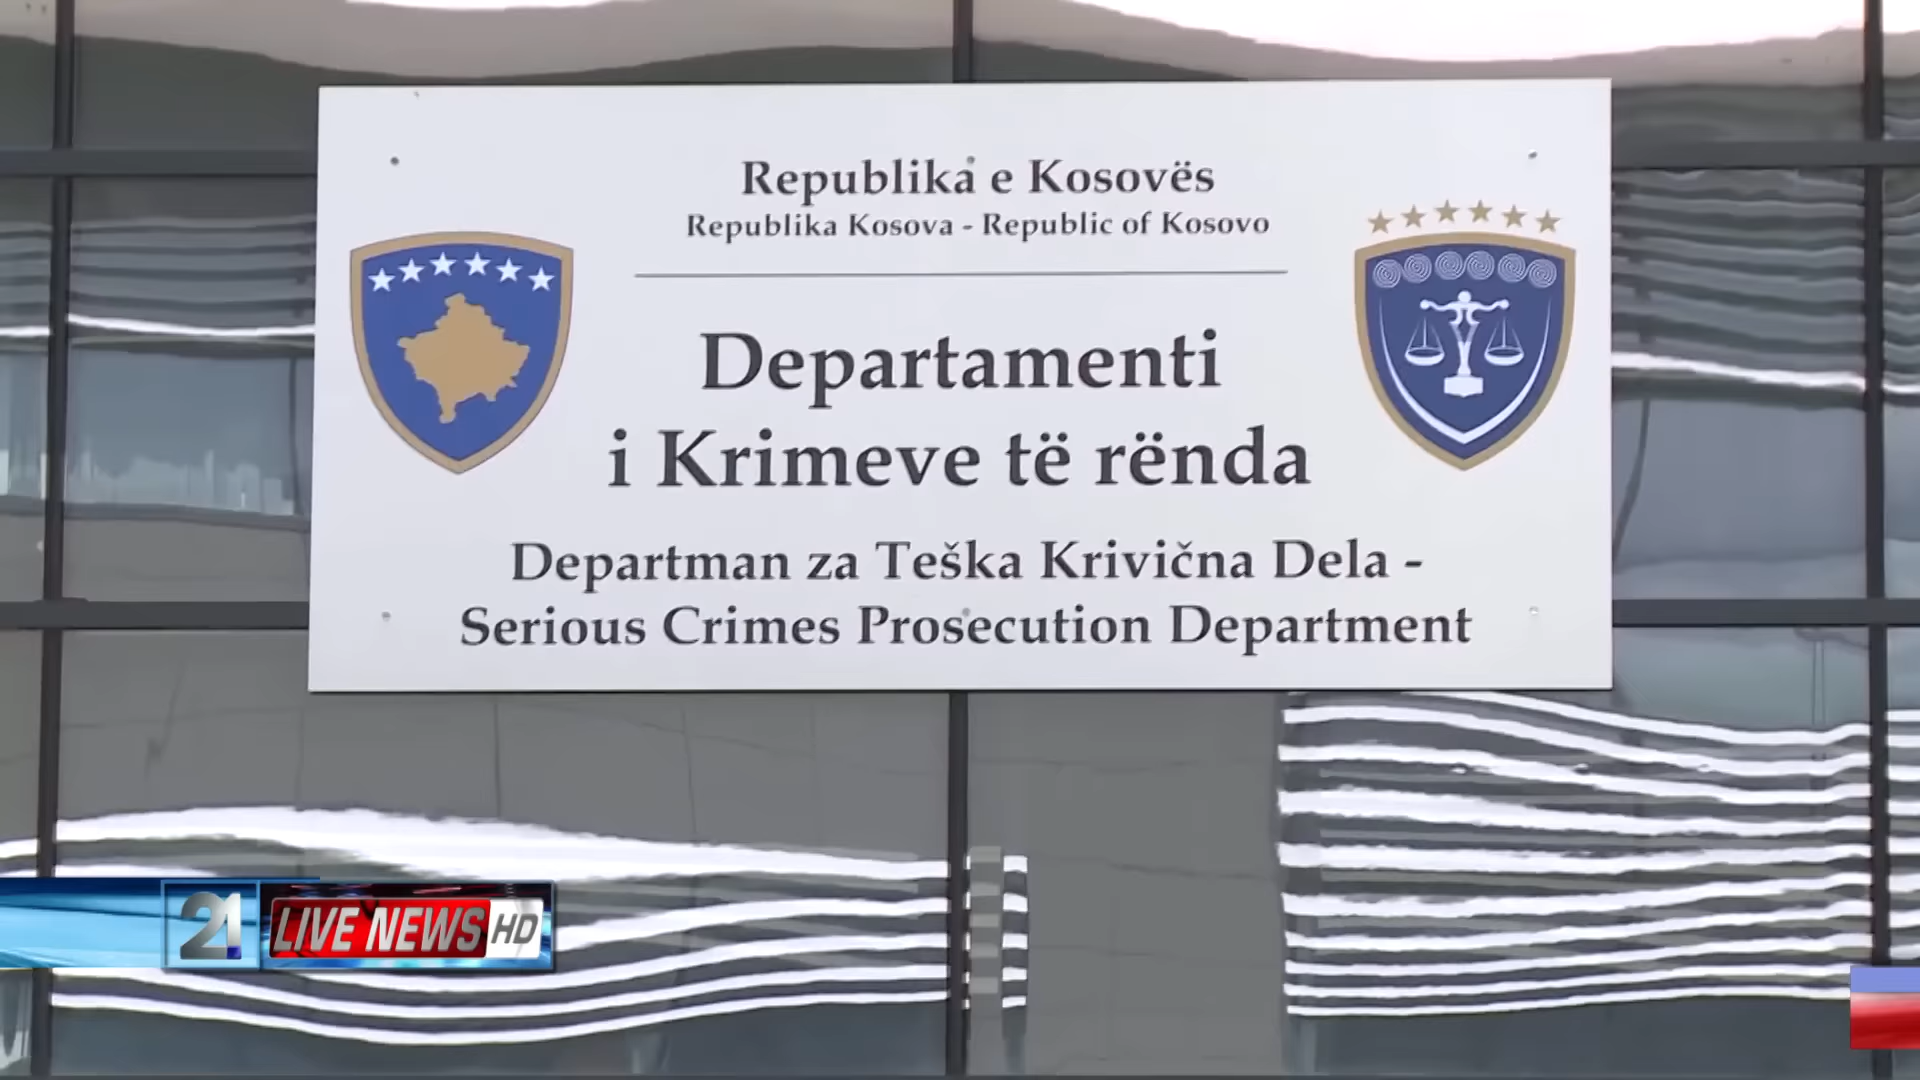 Republika e Kosovës
Republika Kosova - Republic of Kosovo
Departamenti
i Krimeve të rënda
Departman za Teška Krivična Dela -
Serious Crimes Prosecution Department
21 LIVE NEWS HD